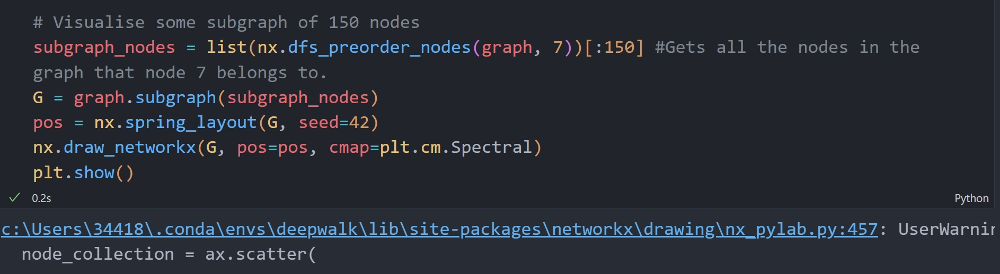 # Visualise some subgraph of 150 nodes
subgraph_nodes = list(nx.dfs_preorder_nodes(graph, 7))[:150] #Gets all the nodes in the
graph that node 7 belongs to.
G = graph.subgraph(subgraph_nodes)
pos = nx.spring_layout(G, seed=42)
nx.draw_networkx(G, pos=pos, cmap=plt.cm.Spectral)
plt.show()
0.2s
Python
c:\Users\34418\.conda\envs\deepwalk\lib\site-packages\networkx\drawing\nx_pylab.py:457: UserWarnin
node_collection = ax.scatter(